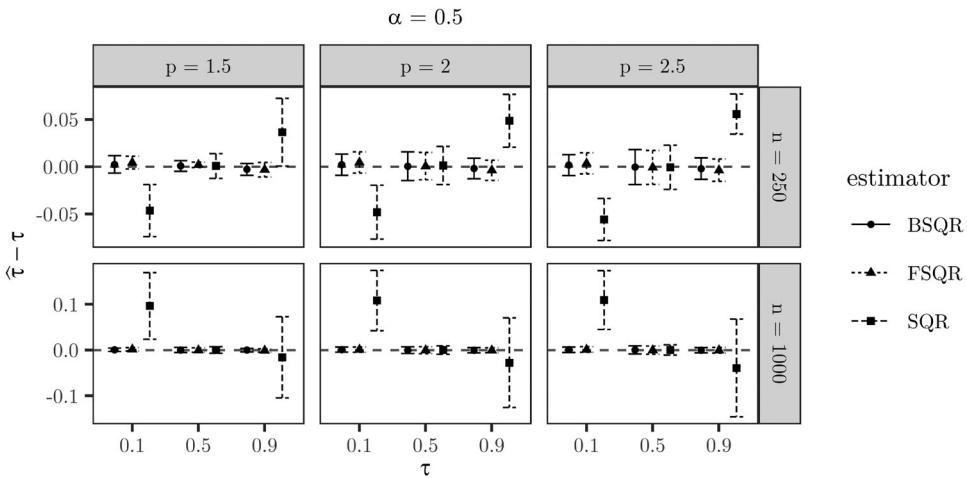 α = 0.5
p = 1.5
p = 2
p = 2.5
0.05
0.00
-0.05
n = 250
0.1
0.0
-0.1
n = 1000
τ̂ − τ
0.1 0.5 0.9
0.1 0.5 0.9
0.1 0.5 0.9
τ
estimator
BSQR
FSQR
SQR